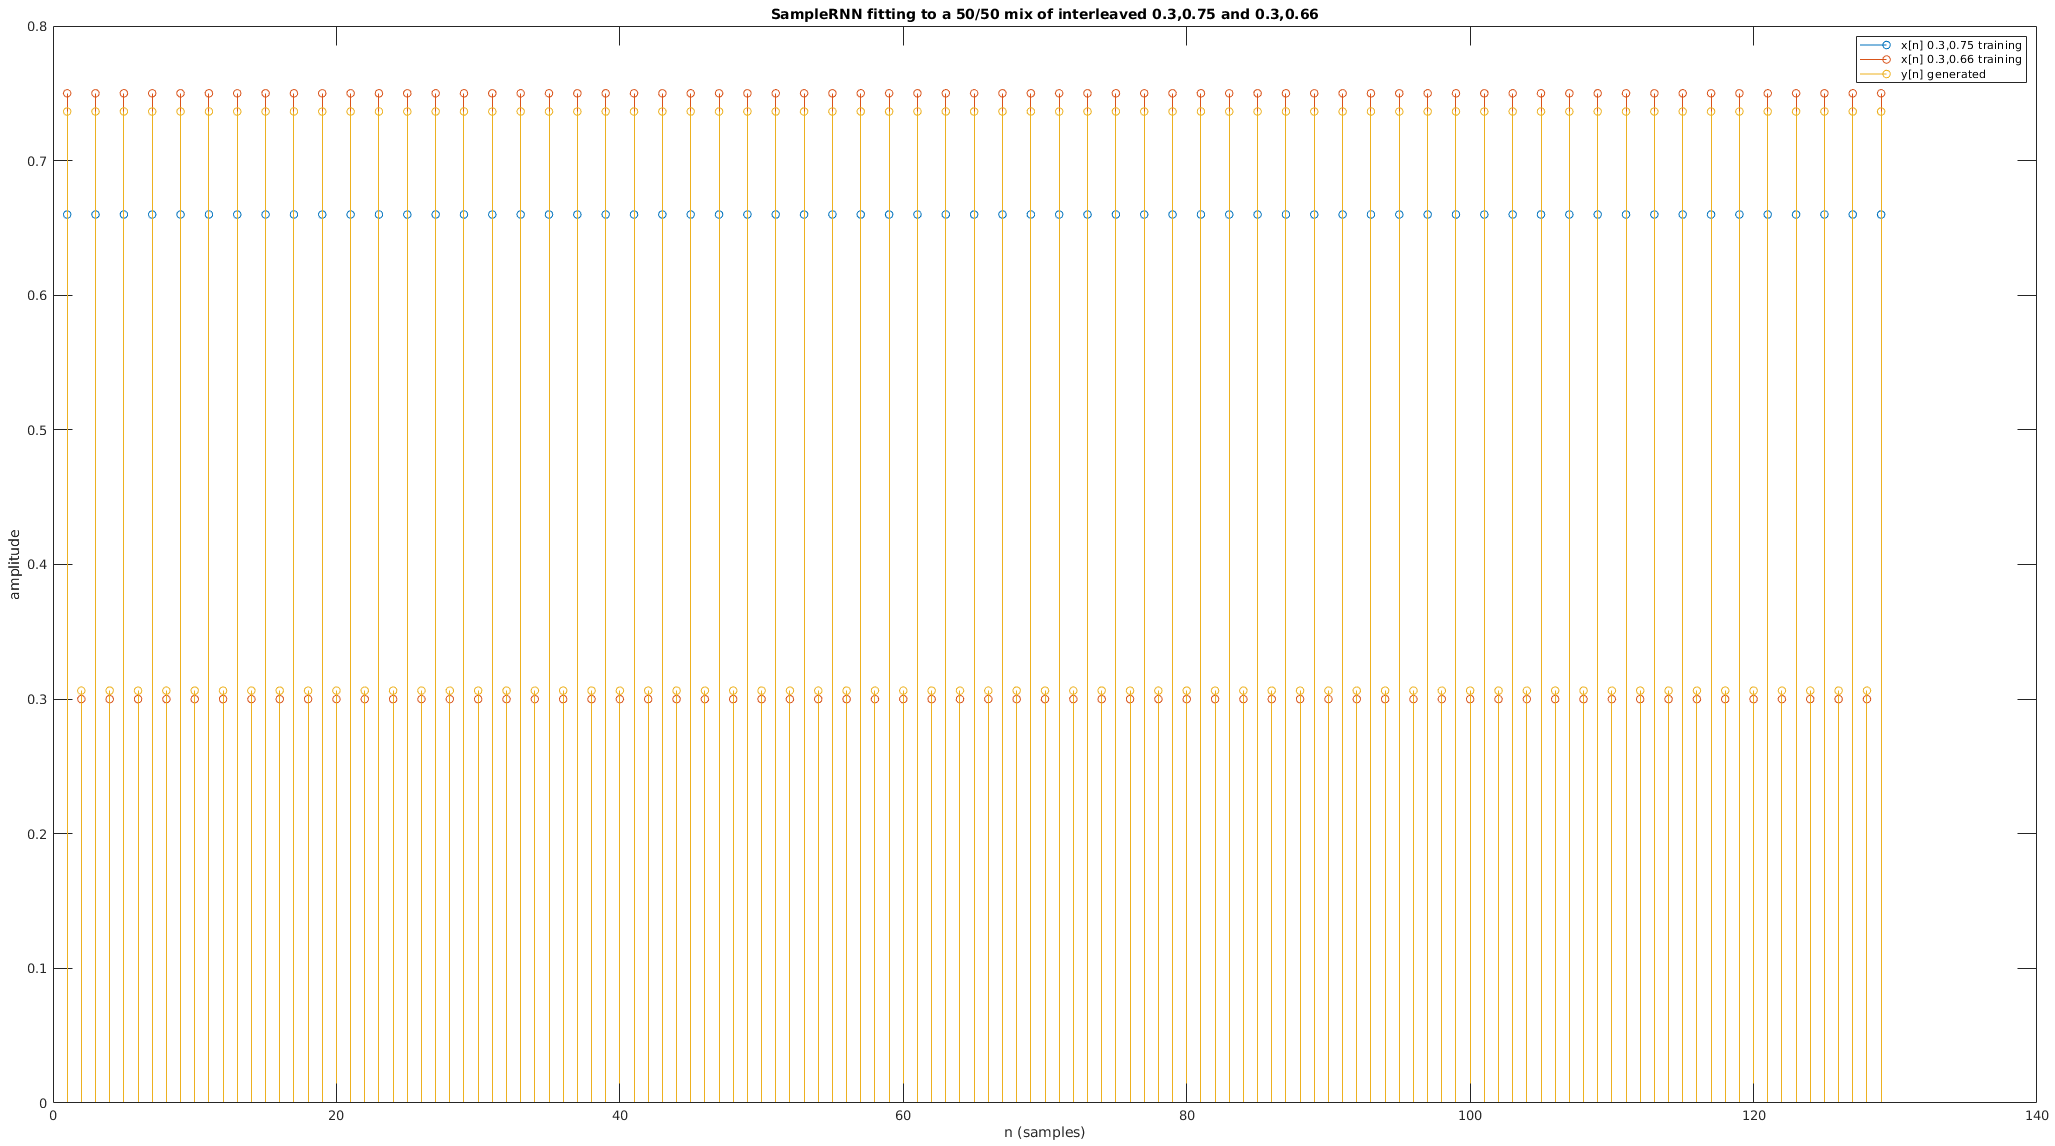 SampleRNN fitting to a 50/50 mix of interleaved 0.3,0.75 and 0.3,0.66
x[n] 0.3,0.75 training
x[n] 0.3,0.66 training
y[n] generated
0.8
0.7
0.6
0.5
0.4
0.3
0.2
0.1
0
amplitude
0 20 40 60 80 100 120 140
n (samples)